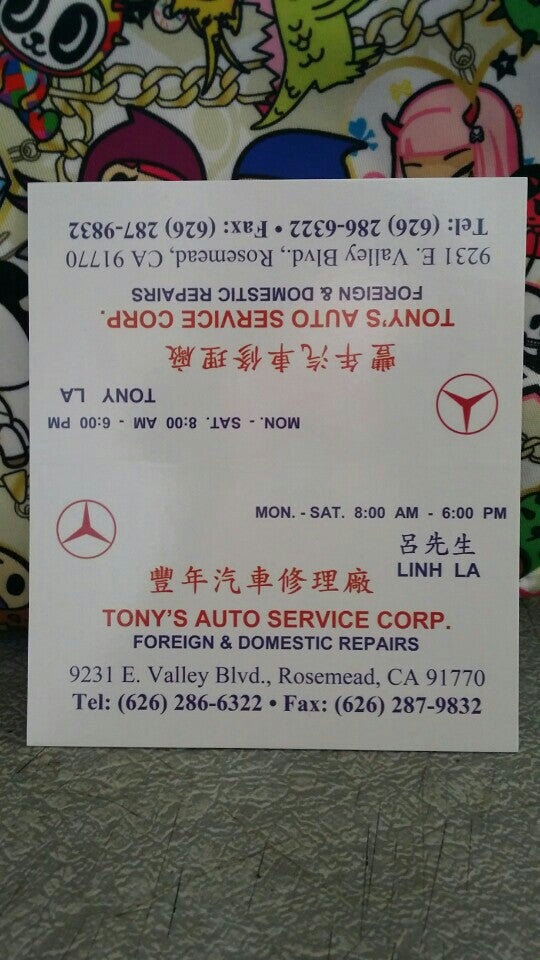 Tel: (626) 286-6322 • Fax: (626) 287-9832
9231 E. Valley Blvd., Rosemead, CA 91770
FOREIGN & DOMESTIC REPAIRS
TONY'S AUTO SERVICE CORP.
豐年汽車修理廠
TONY LA
MON. - SAT. 8:00 AM - 6:00 PM
MON. - SAT. 8:00 AM - 6:00 PM
呂先生
LINH LA
豐年汽車修理廠
TONY'S AUTO SERVICE CORP.
FOREIGN & DOMESTIC REPAIRS
9231 E. Valley Blvd., Rosemead, CA 91770
Tel: (626) 286-6322 • Fax: (626) 287-9832